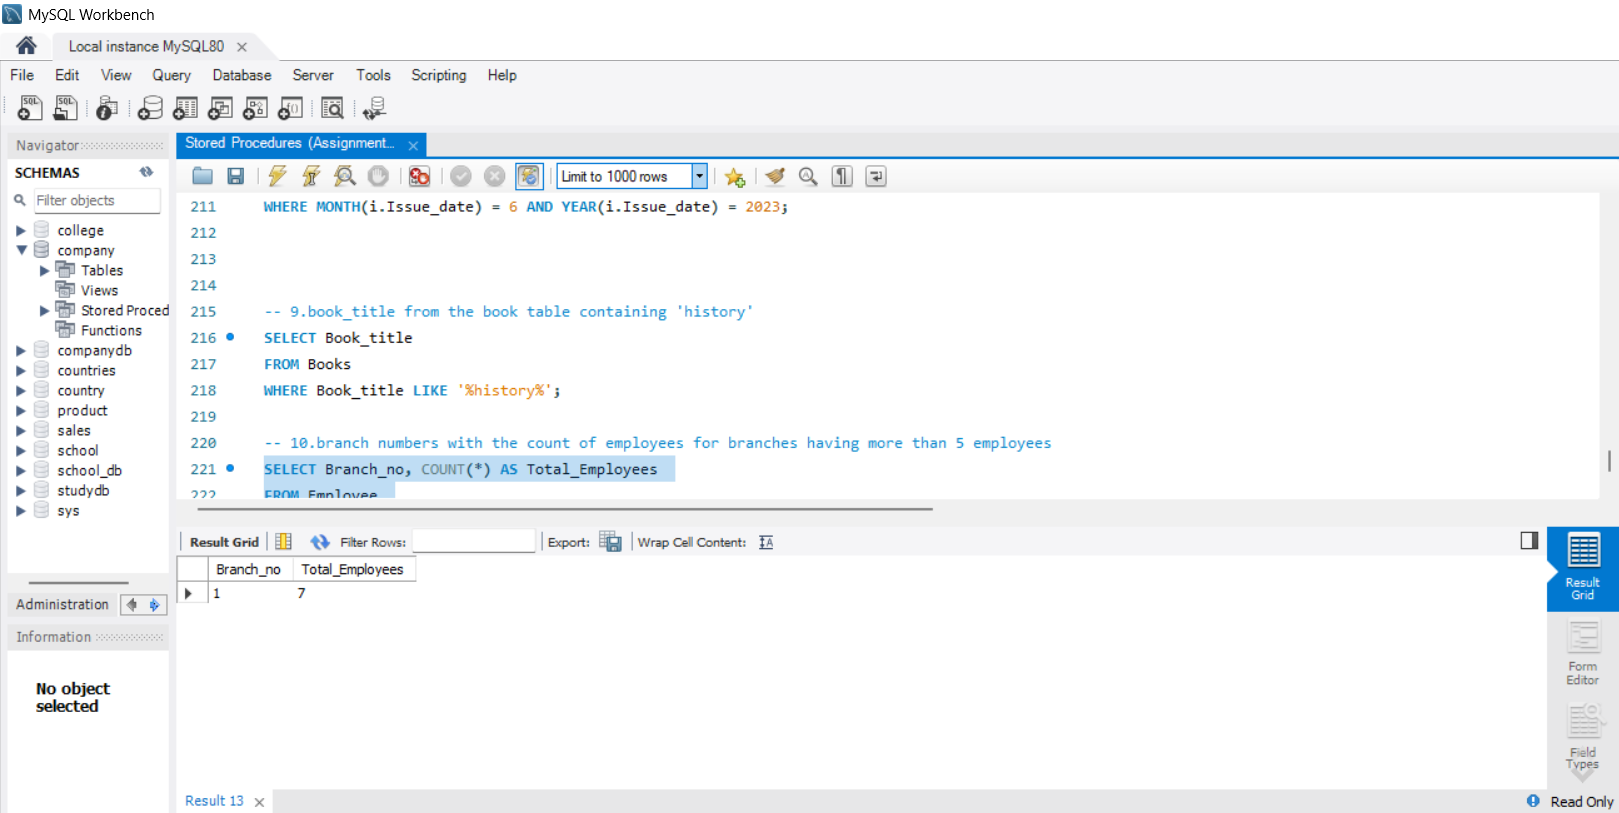 MySQL Workbench
Local instance MySQL80
File Edit View Query Database Server Tools Scripting Help
SQL SQL
Navigator
SCHEMAS
Filter objects
college
company
Tables
Views
Stored Proced
Functions
companydb
countries
country
product
sales
school
school_db
studydb
sys
Administration
Information
No object
selected
Stored Procedures (Assignment...
Limit to 1000 rows
211 WHERE MONTH(i.Issue_date) = 6 AND YEAR(i.Issue_date) = 2023;
212
213
214
215 -- 9.book_title from the book table containing 'history'
216 SELECT Book_title
217 FROM Books
218 WHERE Book_title LIKE '%history%';
219
220 -- 10.branch numbers with the count of employees for branches having more than 5 employees
221 SELECT Branch_no, COUNT(*) AS Total_Employees
222 FROM Employee
Result Grid Filter Rows: Export: Wrap Cell Content: IA
Branch_no Total_Employees
1 7
Result
Grid
Form
Editor
Field
Types
Result 13
Read Only